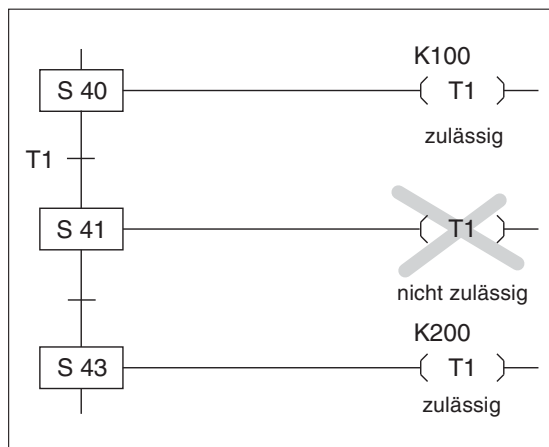 K100
S 40 ( T1 )
zulässig
T1
S 41 ( T1 )
nicht zulässig
K200
S 43 ( T1 )
zulässig